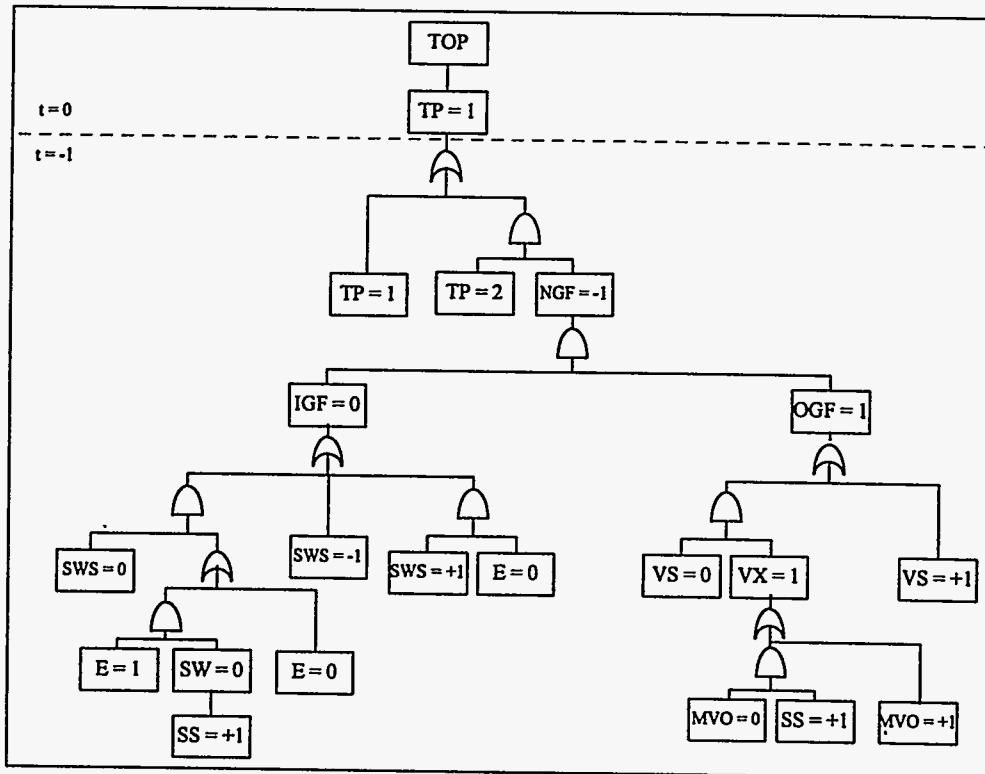 TOP
t = 0
TP = 1
t = -1
TP = 1
TP = 2
NGF = -1
IGF = 0
OGF = 1
SWS = 0
SWS = -1
SWS = +1
E = 0
VS = 0
VX = 1
VS = +1
E = 1
SW = 0
E = 0
SS = +1
MVO = 0
SS = +1
MVO = +1